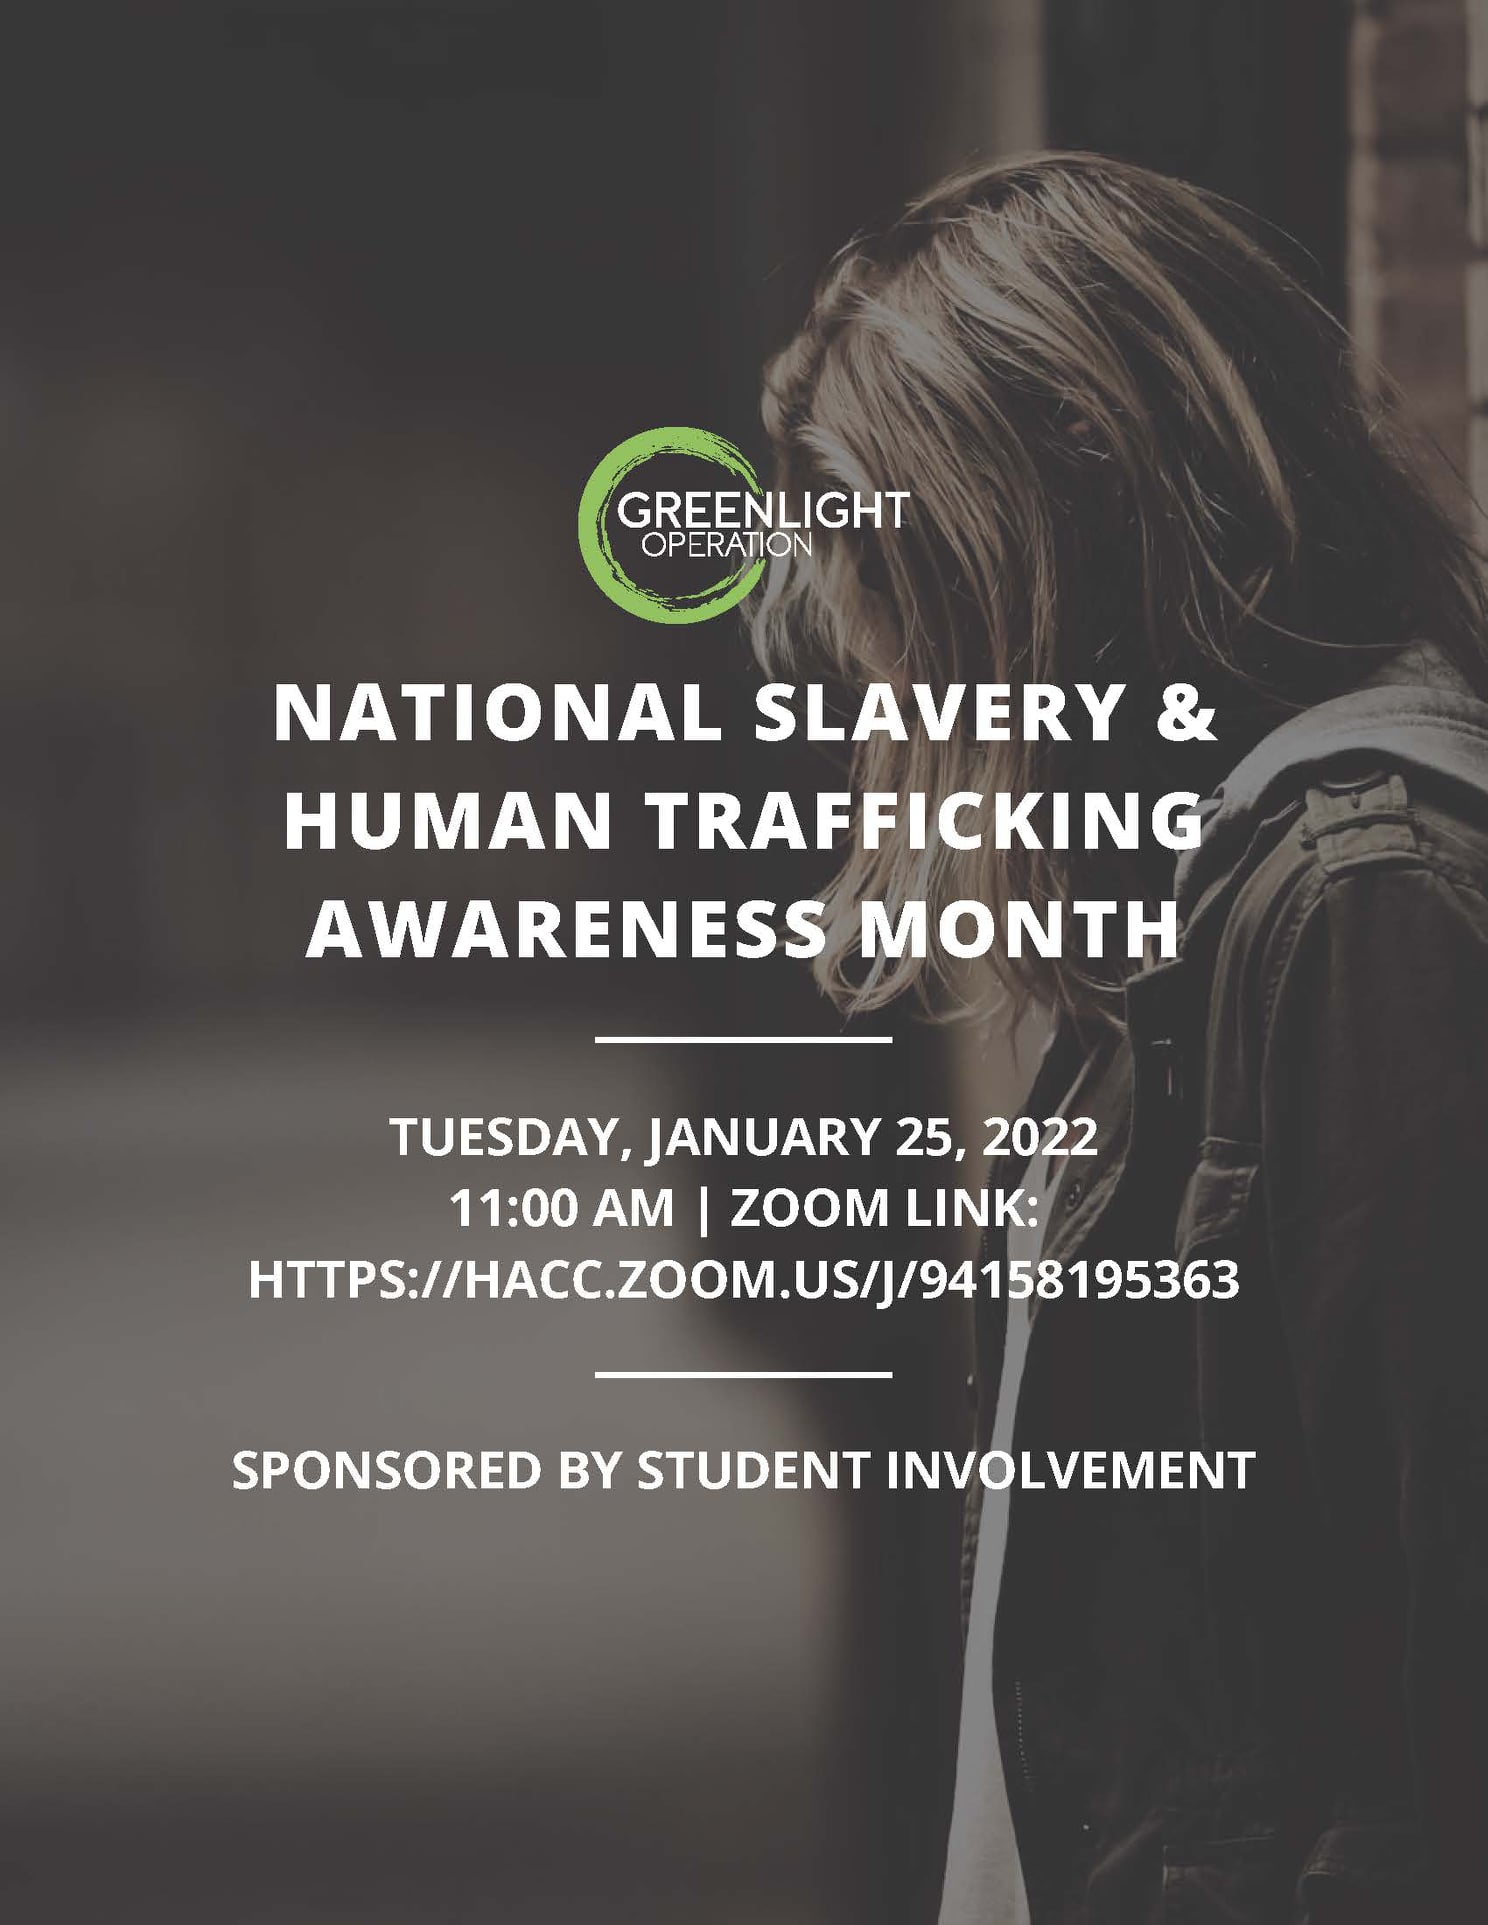 GREENLIGHT
OPERATION
NATIONAL SLAVERY &
HUMAN TRAFFICKING
AWARENESS MONTH
TUESDAY, JANUARY 25, 2022
11:00 AM | ZOOM LINK:
HTTPS://HACC.ZOOM.US/J/94158195363
SPONSORED BY STUDENT INVOLVEMENT